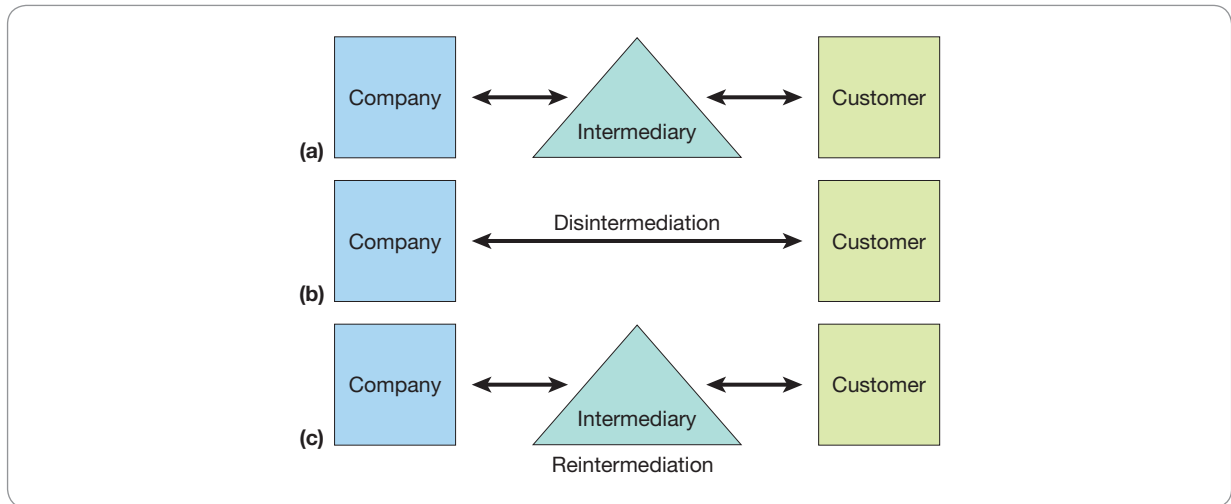 Company
Intermediary
Customer
(a)
Disintermediation
Company
Customer
(b)
Company
Intermediary
Customer
(c)
Reintermediation